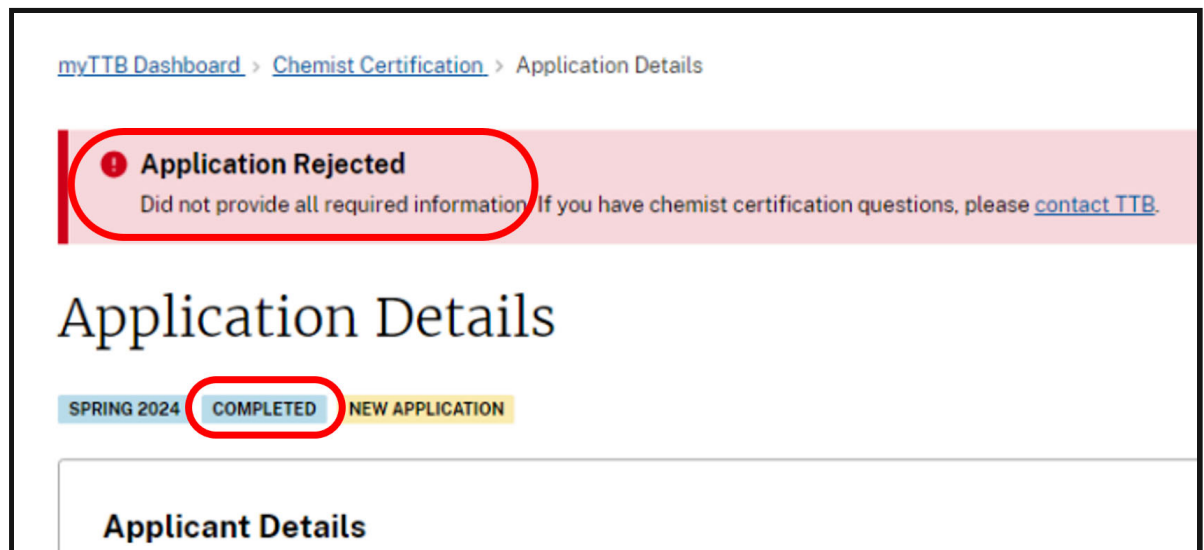 myTTB Dashboard > Chemist Certification > Application Details
Application Rejected
Did not provide all required information. If you have chemist certification questions, please contact TTB.
Application Details
SPRING 2024 COMPLETED NEW APPLICATION
Applicant Details